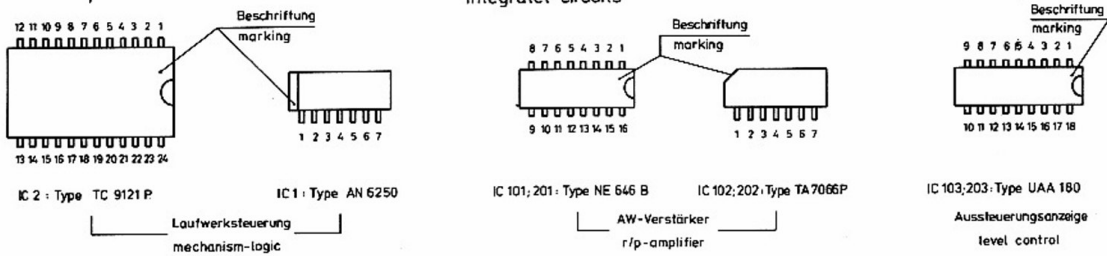 Integrated circuits
Beschriftung
marking
12 11 10 9 8 7 6 5 4 3 2 1
13 14 15 16 17 18 19 20 21 22 23 24
1 2 3 4 5 6 7
IC 2 : Type TC 9121 P
IC 1 : Type AN 6250
Laufwerksteuerung
mechanism-logic
Beschriftung
marking
8 7 6 5 4 3 2 1
9 10 11 12 13 14 15 16
1 2 3 4 5 6 7
IC 101; 201 : Type NE 646 B
IC 102; 202 : Type TA 7066P
AW-Verstärker
r/p-amplifier
Beschriftung
marking
9 8 7 6 5 4 3 2 1
10 11 12 13 14 15 16 17 18
IC 103; 203 : Type UAA 180
Aussteuerungsanzeige
level control